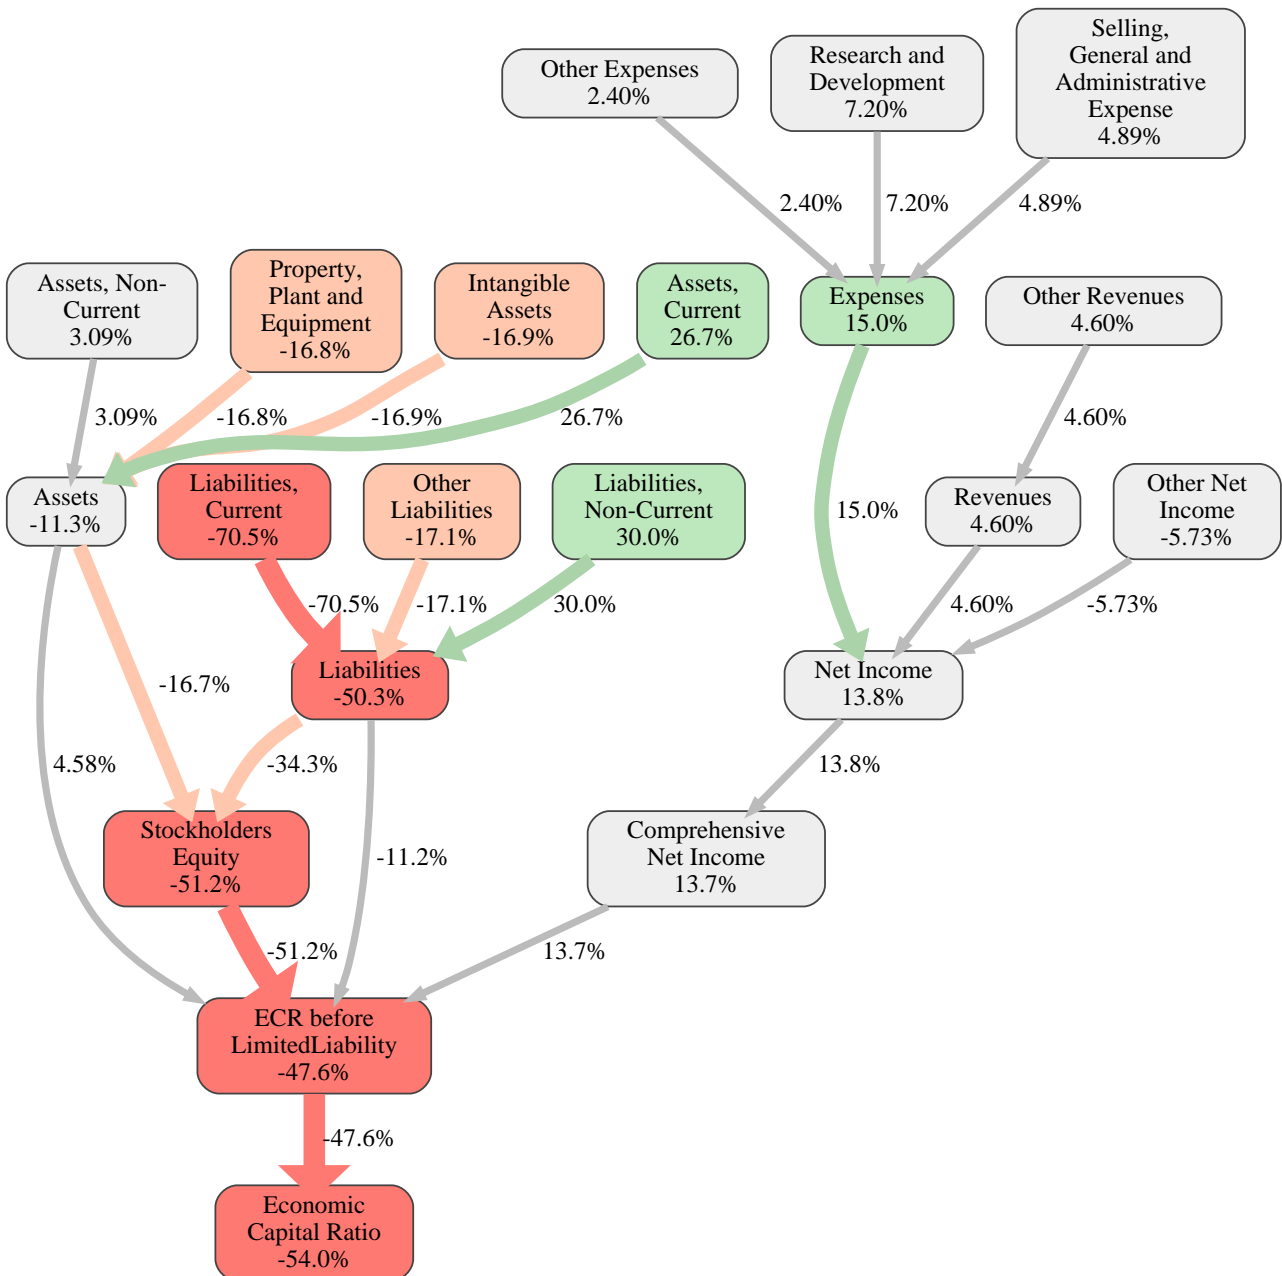 Selling,
General and
Administrative
Expense
4.89%
Research and
Development
7.20%
Other Expenses
2.40%
2.40%
7.20%
4.89%
Assets, Non-
Current
3.09%
Property,
Plant and
Equipment
-16.8%
Intangible
Assets
-16.9%
Assets,
Current
26.7%
Expenses
15.0%
Other Revenues
4.60%
3.09%
-16.8%
-16.9%
26.7%
4.60%
Assets
-11.3%
Liabilities,
Current
-70.5%
Other
Liabilities
-17.1%
Liabilities,
Non-Current
30.0%
15.0%
Revenues
4.60%
Other Net
Income
-5.73%
-70.5%
-17.1%
30.0%
4.60%
-5.73%
Liabilities
-50.3%
Net Income
13.8%
-16.7%
4.58%
-34.3%
13.8%
Stockholders
Equity
-51.2%
-11.2%
Comprehensive
Net Income
13.7%
-51.2%
13.7%
ECR before
LimitedLiability
-47.6%
-47.6%
Economic
Capital Ratio
-54.0%